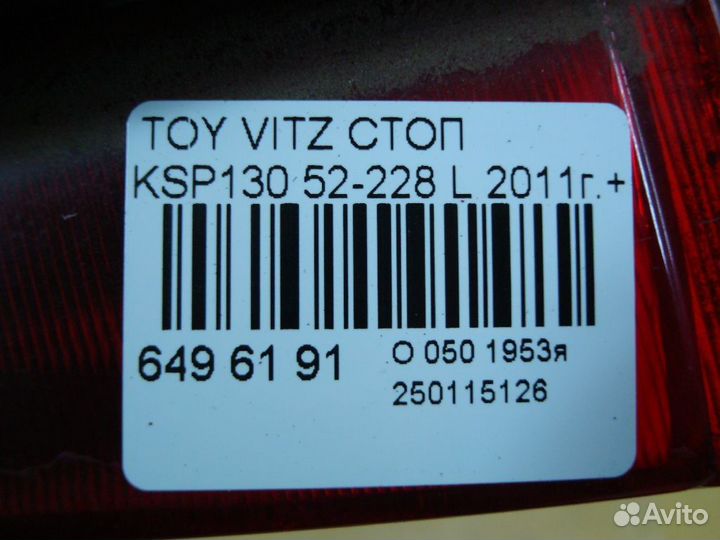 TOY VITZ СТОП
KSP130 52-228 L 2011г.+
649 61 91
O 050 1953я
250115126
Avito